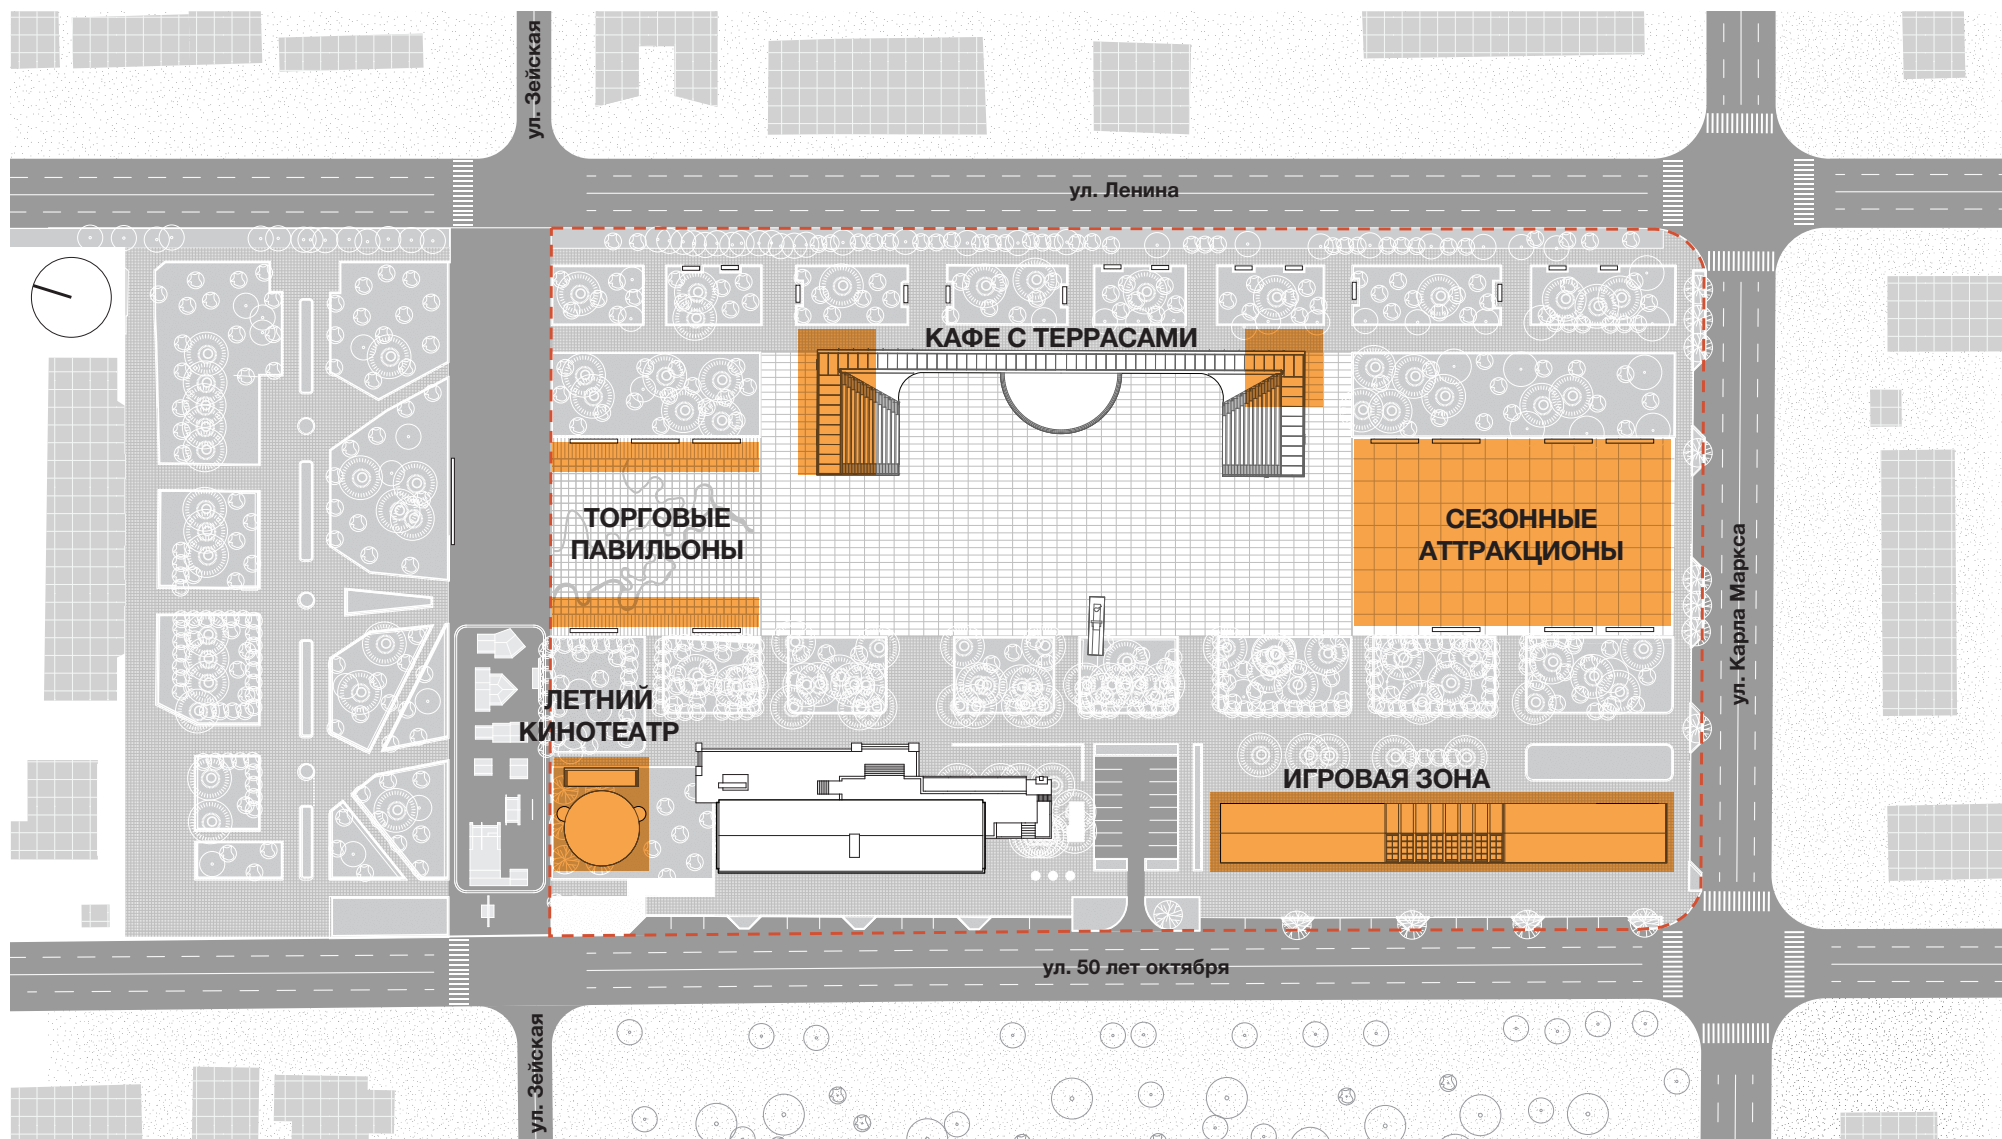 ул. Зейская
ул. Ленина
КАФЕ С ТЕРРАСАМИ
ТОРГОВЫЕ
ПАВИЛЬОНЫ
СЕЗОННЫЕ
АТТРАКЦИОНЫ
ул. Карла Маркса
ЛЕТНИЙ
КИНОТЕАТР
ИГРОВАЯ ЗОНА
ул. 50 лет октября
ул. Зейская